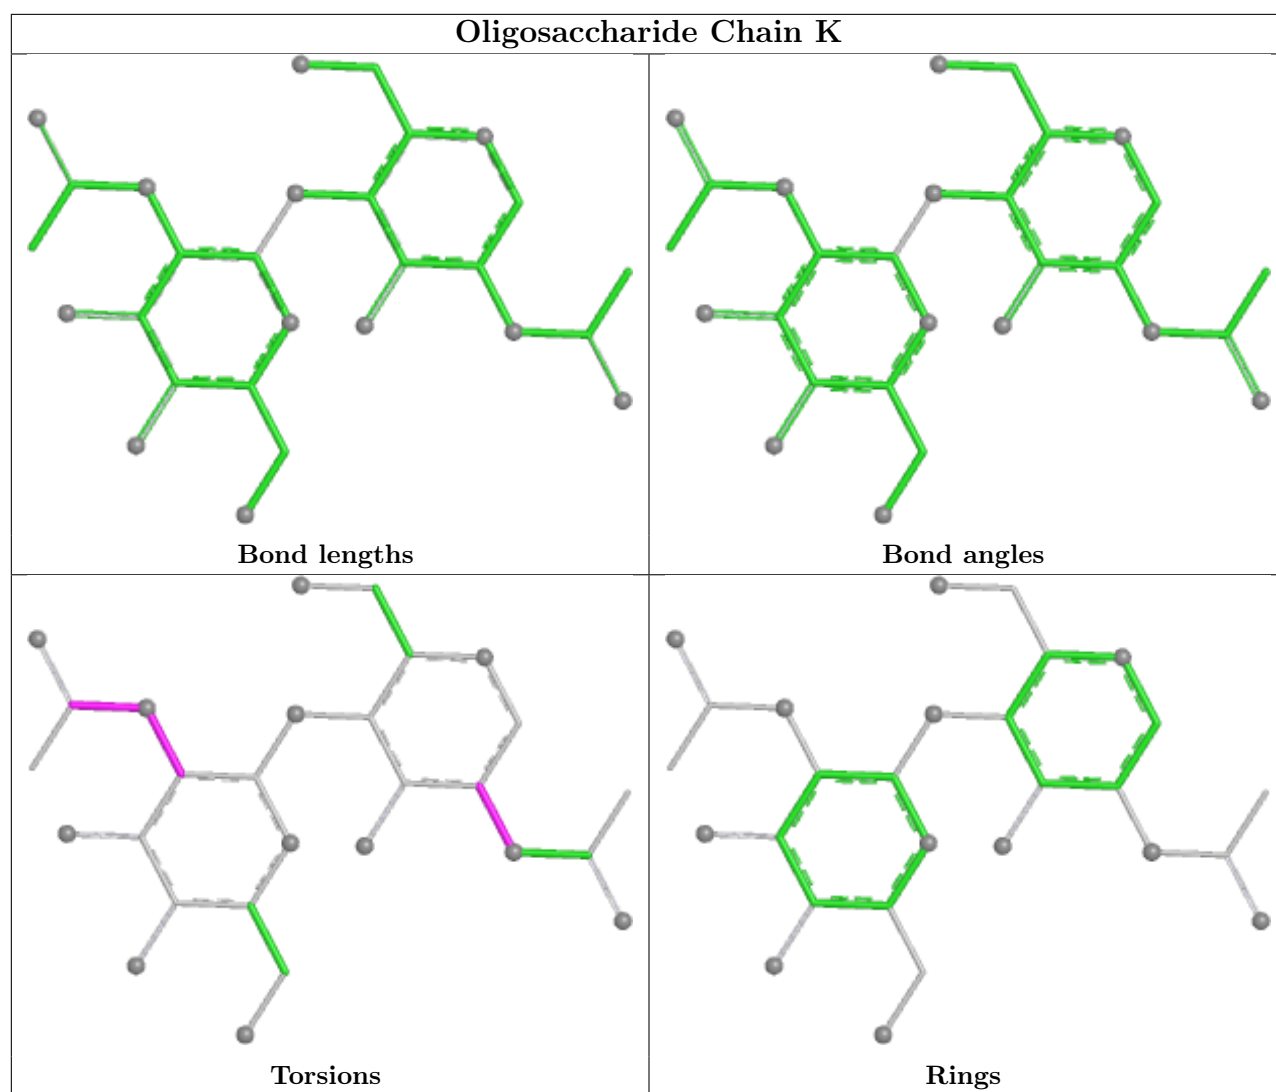 Oligosaccharide Chain K
Bond lengths
Bond angles
Torsions
Rings